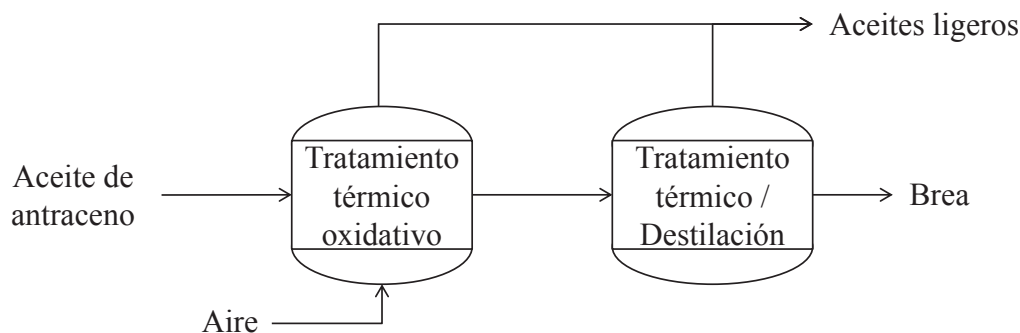 Aceites ligeros
Aceite de
antraceno
Tratamiento
térmico
oxidativo
Tratamiento
térmico /
Destilación
Brea
Aire